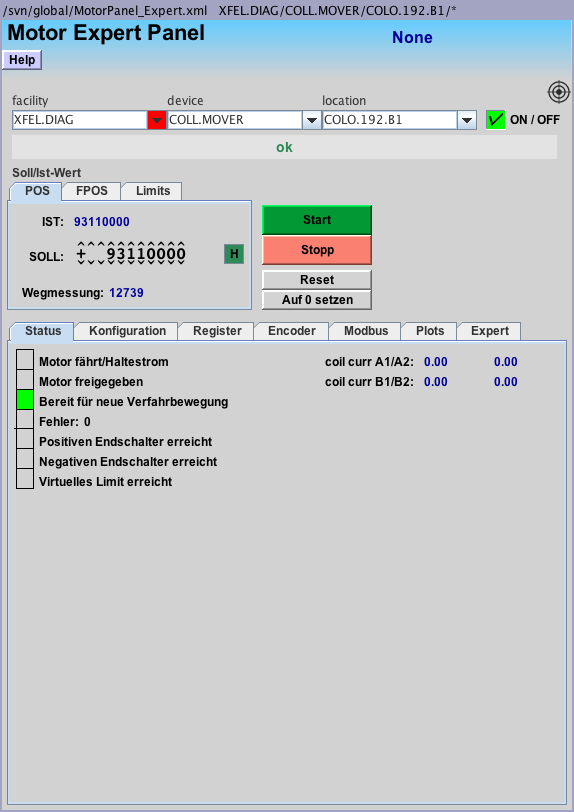 /svn/global/MotorPanel_Expert.xml XFEL.DIAG/COLL.MOVER/COLO.192.B1/*
Motor Expert Panel
None
Help
facility device location
XFEL.DIAG COLL.MOVER COLO.192.B1 ON / OFF
ok
Soll/Ist-Wert
POS FPOS Limits
IST: 93110000
SOLL: + 93110000 H
Wegmessung: 12739
Start
Stopp
Reset
Auf 0 setzen
Status Konfiguration Register Encoder Modbus Plots Expert
Motor fährt/Haltestrom coil curr A1/A2: 0.00 0.00
Motor freigegeben coil curr B1/B2: 0.00 0.00
Bereit für neue Verfahrbewegung
Fehler: 0
Positiven Endschalter erreicht
Negativen Endschalter erreicht
Virtuelles Limit erreicht